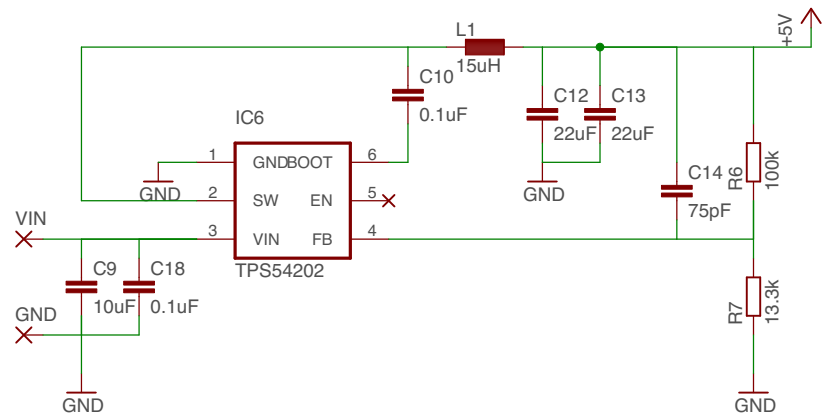 +5V
L1
15uH
C10
0.1uF
C12
22uF
C13
22uF
IC6
1
GND
BOOT
6
GND
2
SW
EN
5
3
VIN
FB
4
TPS54202
GND
C14
75pF
R6
100k
VIN
C9
10uF
C18
0.1uF
GND
GND
R7
13.3k
GND